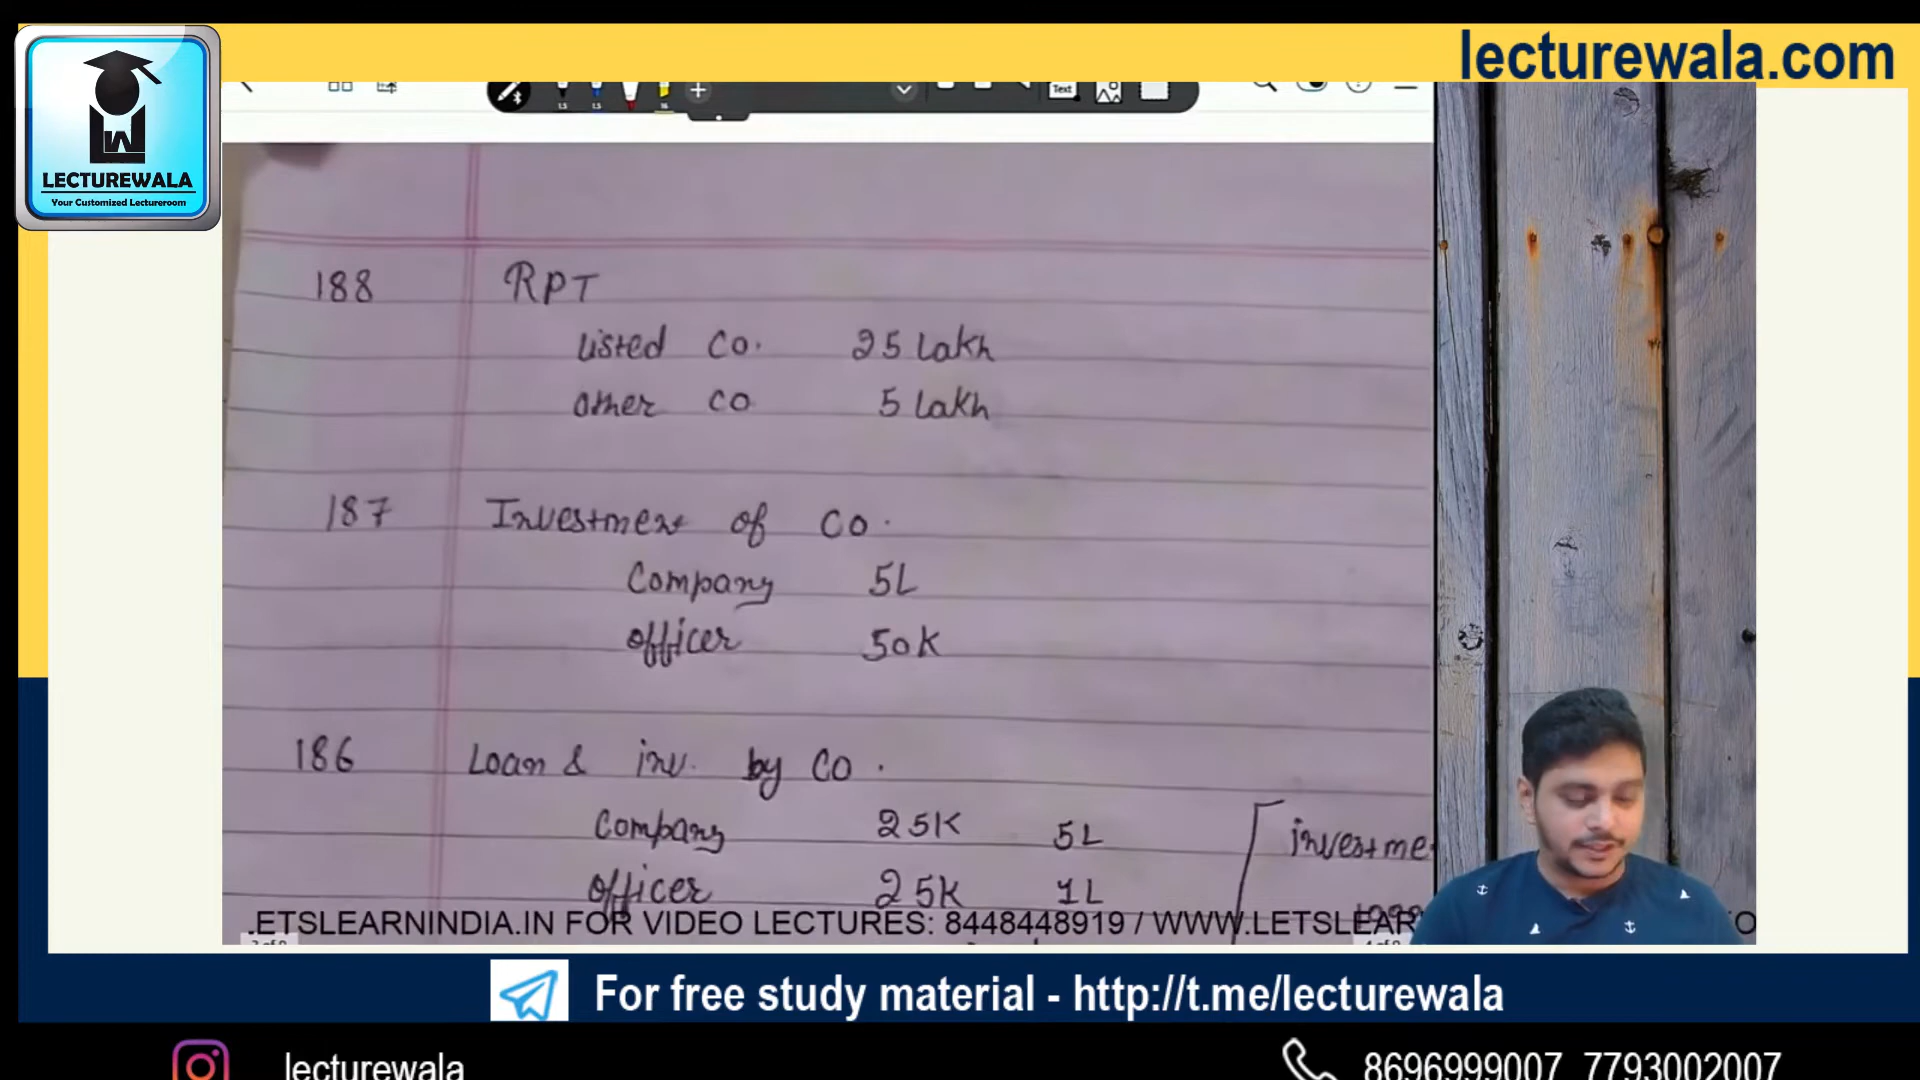 lecturewala.com
LW
LECTUREWALA
Your Customized Lectureroom
Text
188 RPT
Listed Co. 25 Lakh
other co 5 Lakh
187 Investment of Co.
Company 5L
officer 50K
186 Loan & inv. by Co.
Company 25K 5L
officer 25K 1L
investme
.ETSLEARNINDIA.IN FOR VIDEO LECTURES: 8448448919 / WWW.LETSLEAR
For free study material - http://t.me/lecturewala
lecturewala
8696999007, 7793002007